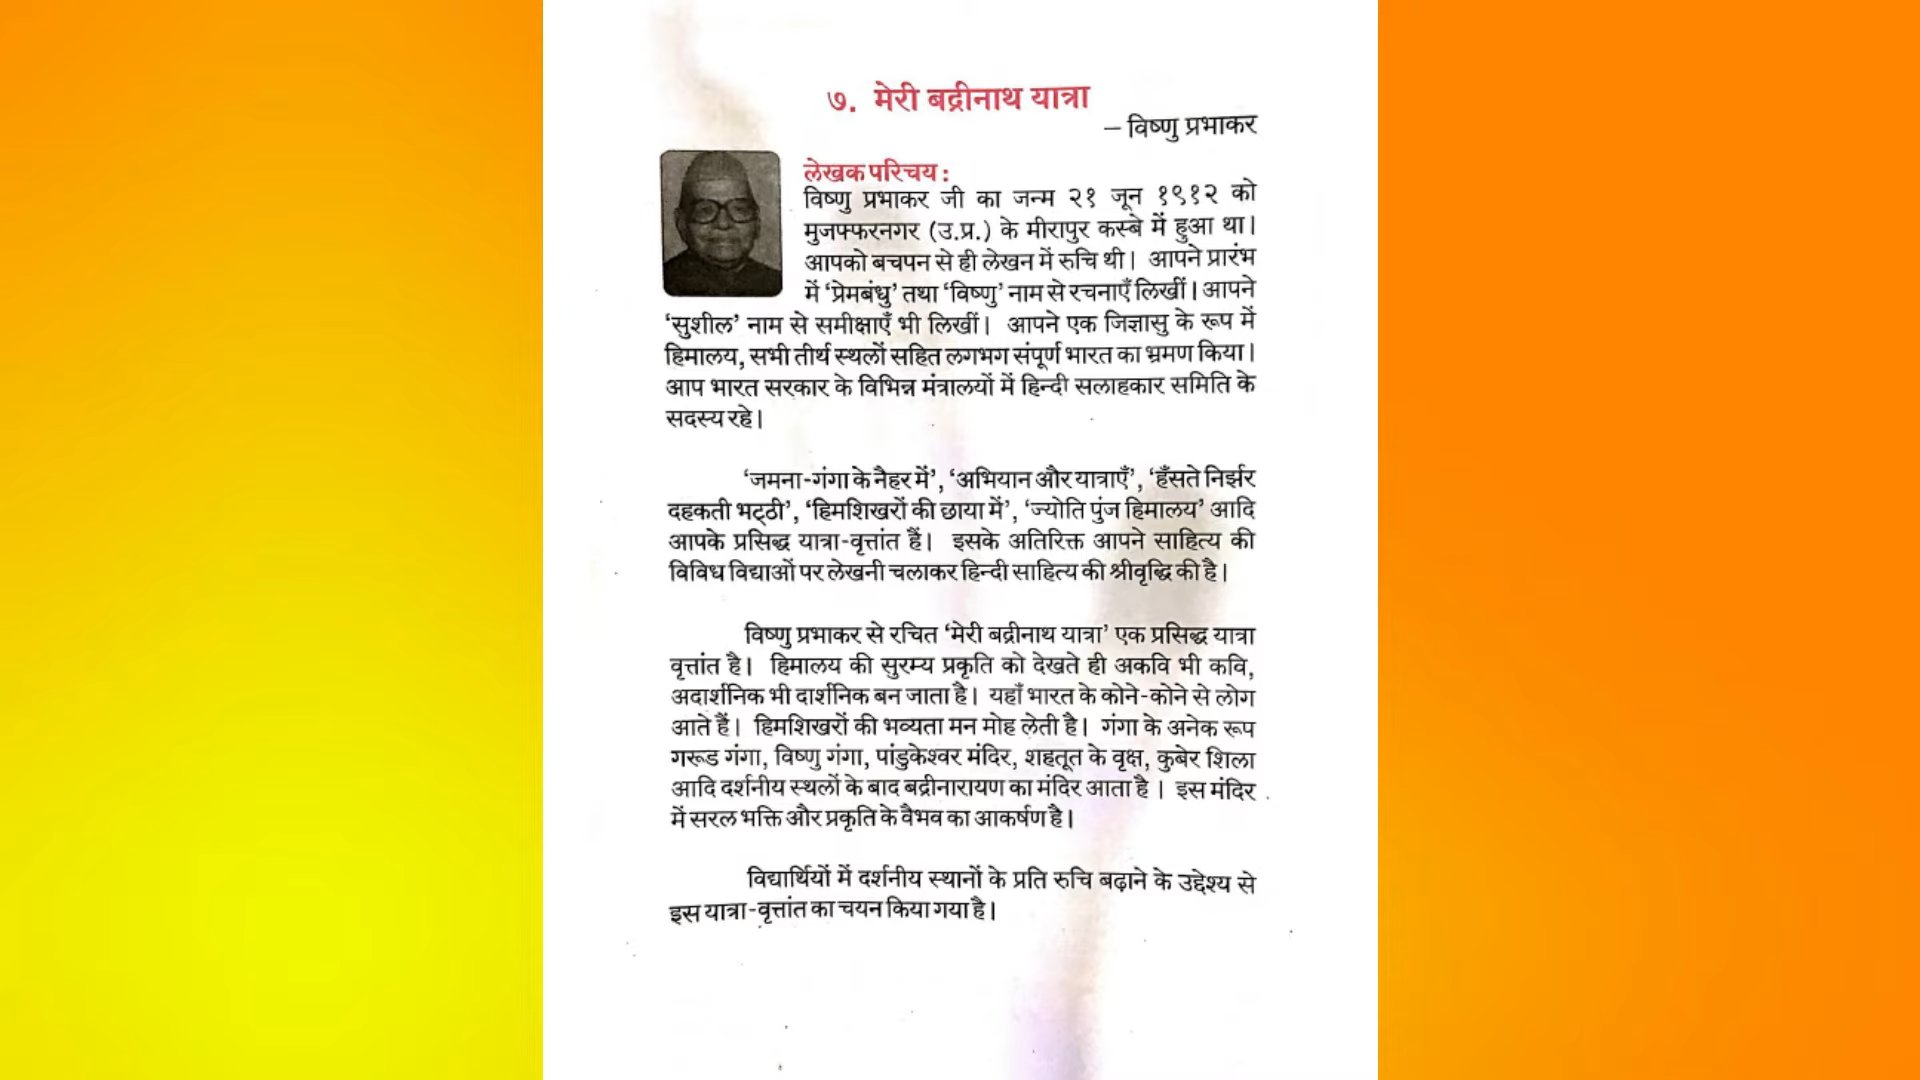 ७. मेरी बद्रीनाथ यात्रा
– विष्णु प्रभाकर
लेखक परिचय :
विष्णु प्रभाकर जी का जन्म २१ जून १९१२ को
मुजफ्फरनगर (उ.प्र.) के मीरापुर कस्बे में हुआ था।
आपको बचपन से ही लेखन में रुचि थी। आपने प्रारंभ
में ‘प्रेमबंधु’ तथा ‘विष्णु’ नाम से रचनाएँ लिखीं। आपने
‘सुशील’ नाम से समीक्षाएँ भी लिखीं। आपने एक जिज्ञासु के रूप में
हिमालय, सभी तीर्थ स्थलों सहित लगभग संपूर्ण भारत का भ्रमण किया।
आप भारत सरकार के विभिन्न मंत्रालयों में हिन्दी सलाहकार समिति के
सदस्य रहे।
‘जमना-गंगा के नैहर में’, ‘अभियान और यात्राएँ’, ‘हँसते निर्झर
दहकती भट्ठी’, ‘हिमशिखरों की छाया में’, ‘ज्योति पुंज हिमालय’ आदि
आपके प्रसिद्ध यात्रा-वृत्तांत हैं। इसके अतिरिक्त आपने साहित्य की
विविध विद्याओं पर लेखनी चलाकर हिन्दी साहित्य की श्रीवृद्धि की है।
विष्णु प्रभाकर से रचित ‘मेरी बद्रीनाथ यात्रा’ एक प्रसिद्ध यात्रा
वृत्तांत है। हिमालय की सुरम्य प्रकृति को देखते ही अकवि भी कवि,
अदार्शनिक भी दार्शनिक बन जाता है। यहाँ भारत के कोने-कोने से लोग
आते हैं। हिमशिखरों की भव्यता मन मोह लेती है। गंगा के अनेक रूप
गरूड गंगा, विष्णु गंगा, पांडुकेश्वर मंदिर, शहतूत के वृक्ष, कुबेर शिला
आदि दर्शनीय स्थलों के बाद बद्रीनारायण का मंदिर आता है। इस मंदिर
में सरल भक्ति और प्रकृति के वैभव का आकर्षण है।
विद्यार्थियों में दर्शनीय स्थानों के प्रति रुचि बढ़ाने के उद्देश्य से
इस यात्रा-वृत्तांत का चयन किया गया है।